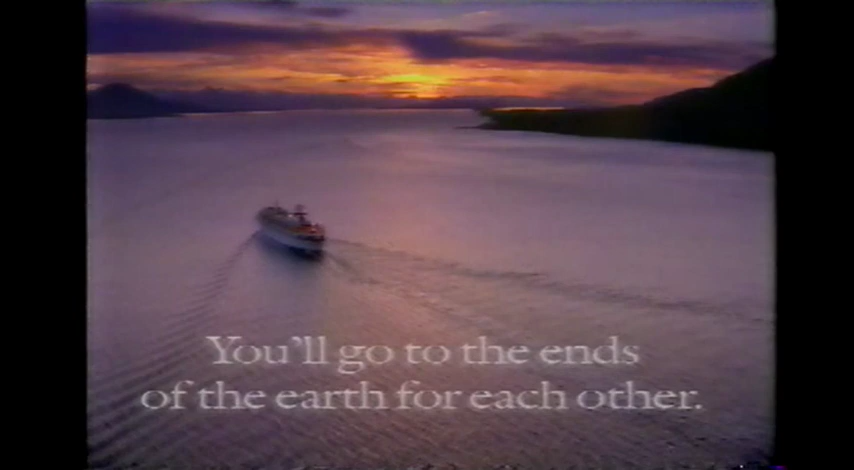 You'll go to the ends
of the earth for each other.